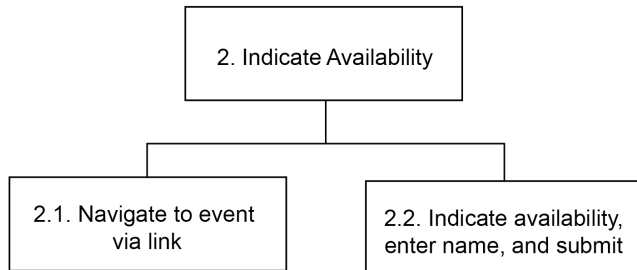 2. Indicate Availability
2.1. Navigate to event
via link
2.2. Indicate availability,
enter name, and submit